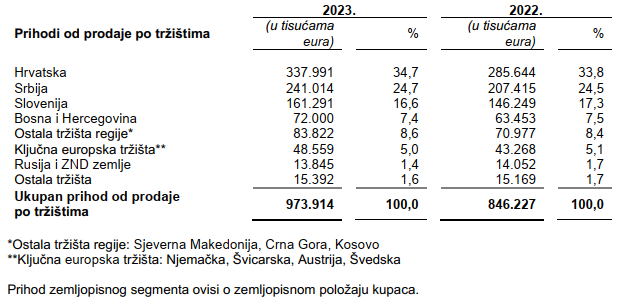 2023. 2022.
Prihodi od prodaje po tržištima (u tisućama eura) % (u tisućama eura) %
Hrvatska 337.991 34,7 285.644 33,8
Srbija 241.014 24,7 207.415 24,5
Slovenija 161.291 16,6 146.249 17,3
Bosna i Hercegovina 72.000 7,4 63.453 7,5
Ostala tržišta regije* 83.822 8,6 70.977 8,4
Ključna europska tržišta** 48.559 5,0 43.268 5,1
Rusija i ZND zemlje 13.845 1,4 14.052 1,7
Ostala tržišta 15.392 1,6 15.169 1,7
Ukupan prihod od prodaje
po tržištima 973.914 100,0 846.227 100,0
*Ostala tržišta regije: Sjeverna Makedonija, Crna Gora, Kosovo
**Ključna europska tržišta: Njemačka, Švicarska, Austrija, Švedska
Prihod zemljopisnog segmenta ovisi o zemljopisnom položaju kupaca.